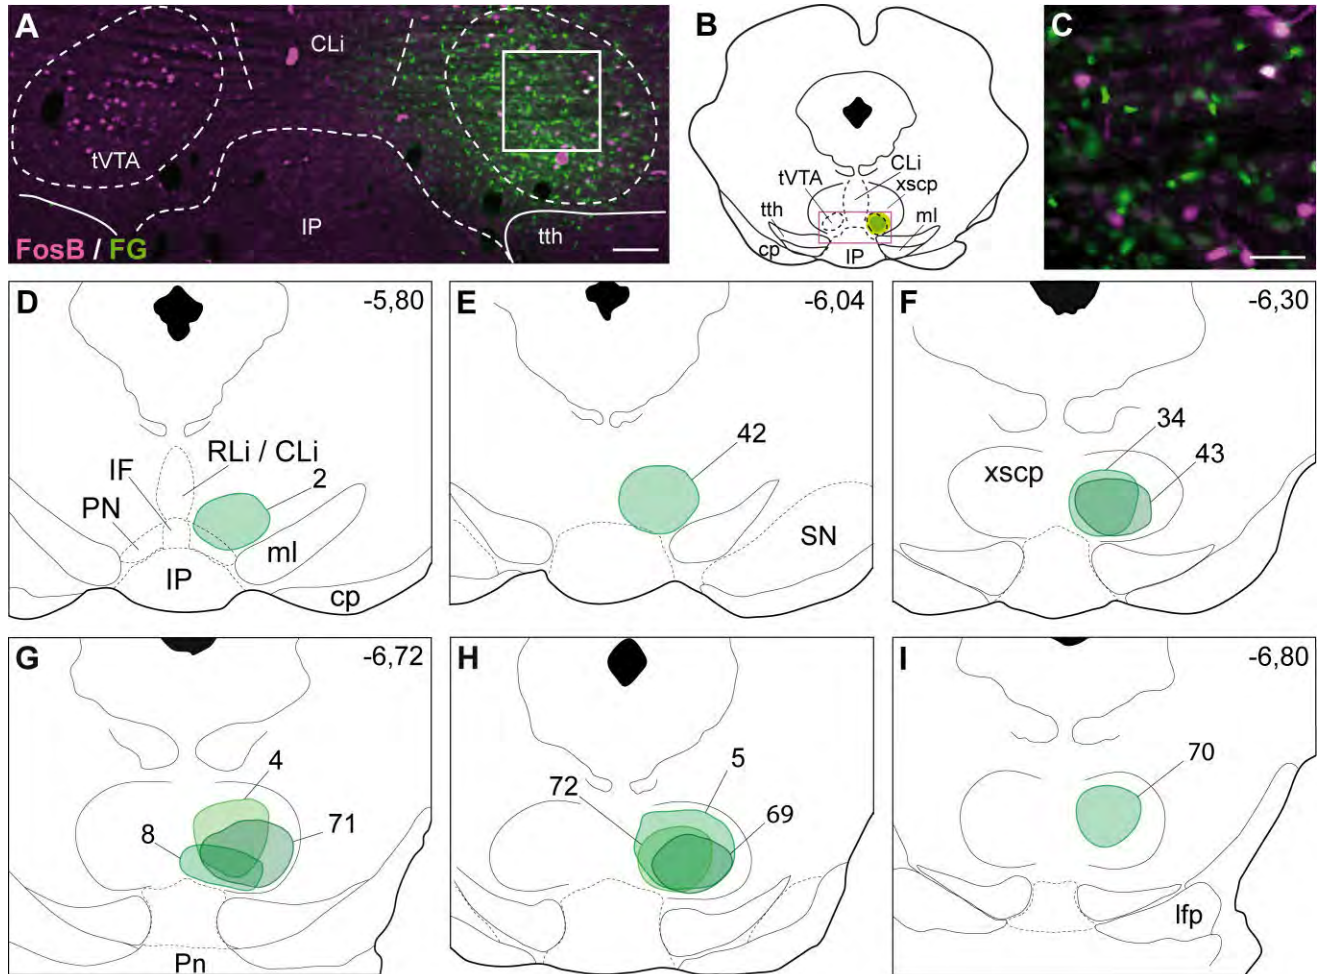 A
CLi
tVTA
IP
tth
FosB / FG
B
CLi
tVTA
xscp
tth
ml
cp
IP
C
D
-5,80
RLi / CLi
IF
2
PN
ml
IP
cp
E
-6,04
42
SN
F
-6,30
34
43
xscp
G
-6,72
4
8
71
Pn
H
5
72
69
I
-6,80
70
lfp